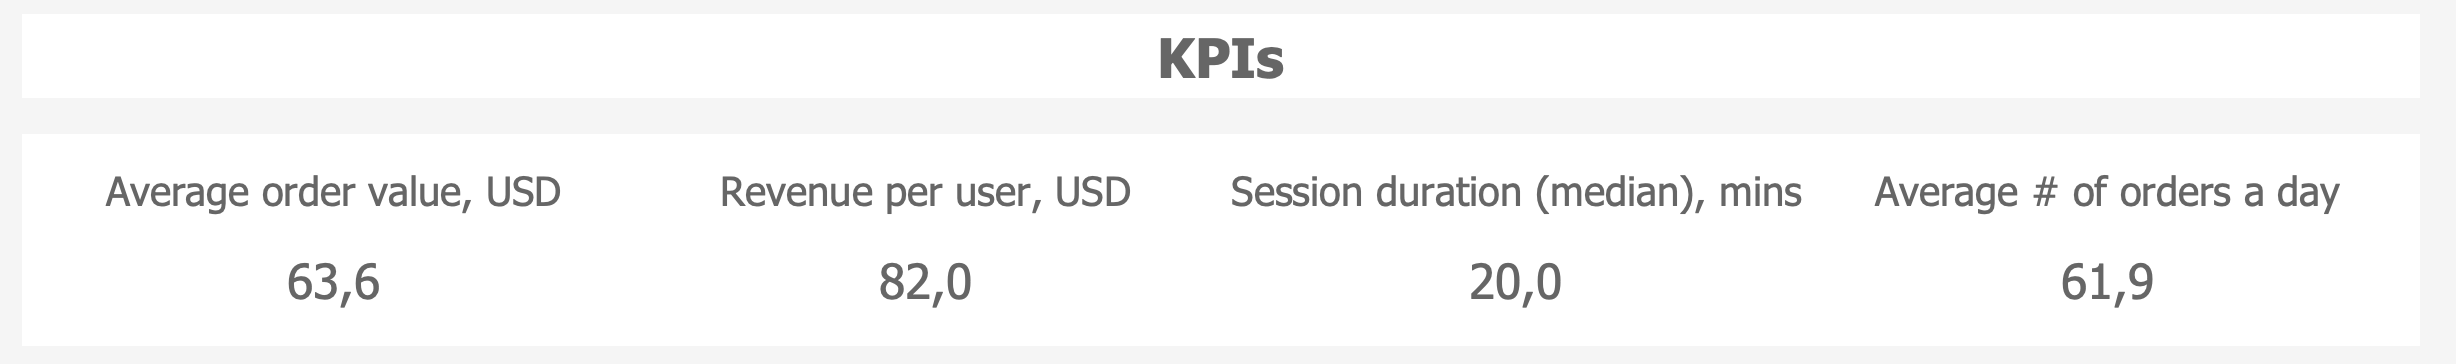 KPIs
Average order value, USD
Revenue per user, USD
Session duration (median), mins
Average # of orders a day
63,6
82,0
20,0
61,9